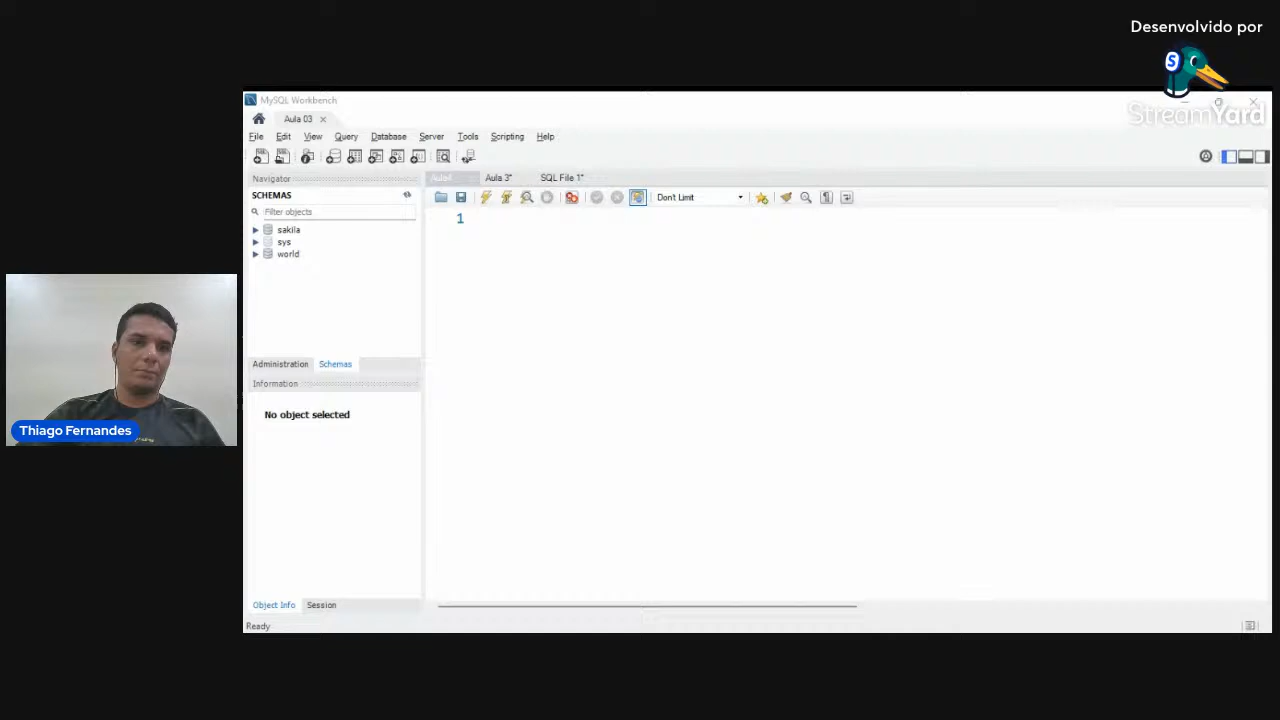 Desenvolvido por
S
StreamYard
MySQL Workbench
Aula 03
File Edit View Query Database Server Tools Scripting Help
Navigator
SCHEMAS
Filter objects
sakila
sys
world
Administration Schemas
Information
No object selected
Object Info Session
Ready
Aula4 Aula 3* SQL File 1*
Don't Limit
1
Thiago Fernandes